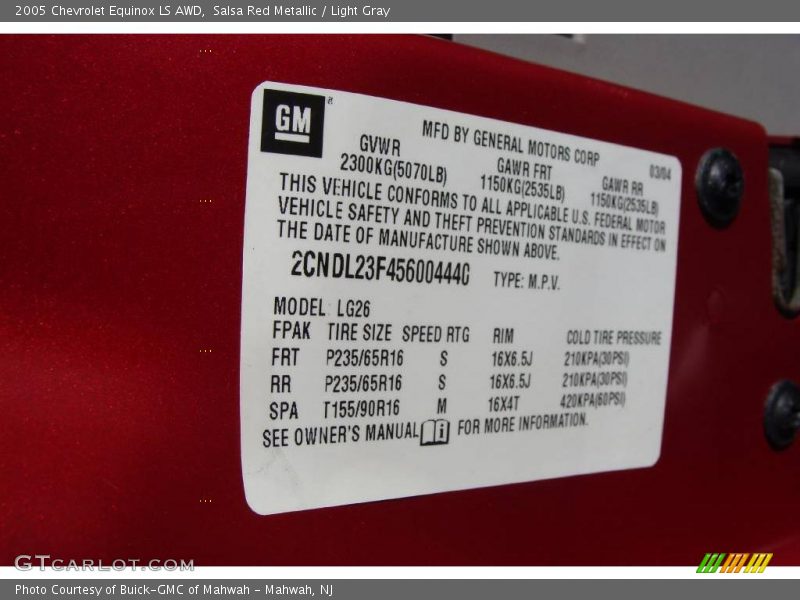 2005 Chevrolet Equinox LS AWD, Salsa Red Metallic / Light Gray
GM
MFD BY GENERAL MOTORS CORP
03/04
GVWR
2300KG(5070LB)
GAWR FRT
1150KG(2535LB)
GAWR RR
1150KG(2535LB)
THIS VEHICLE CONFORMS TO ALL APPLICABLE U.S. FEDERAL MOTOR
VEHICLE SAFETY AND THEFT PREVENTION STANDARDS IN EFFECT ON
THE DATE OF MANUFACTURE SHOWN ABOVE.
2CNDL23F456004440 TYPE: M.P.V.
MODEL: LG26
FPAK TIRE SIZE SPEED RTG RIM COLD TIRE PRESSURE
FRT P235/65R16 S 16X6.5J 210KPA(30PSI)
RR P235/65R16 S 16X6.5J 210KPA(30PSI)
SPA T155/90R16 M 16X4T 420KPA(60PSI)
SEE OWNER'S MANUAL FOR MORE INFORMATION.
GTCARLOT.COM
Photo Courtesy of Buick-GMC of Mahwah - Mahwah, NJ